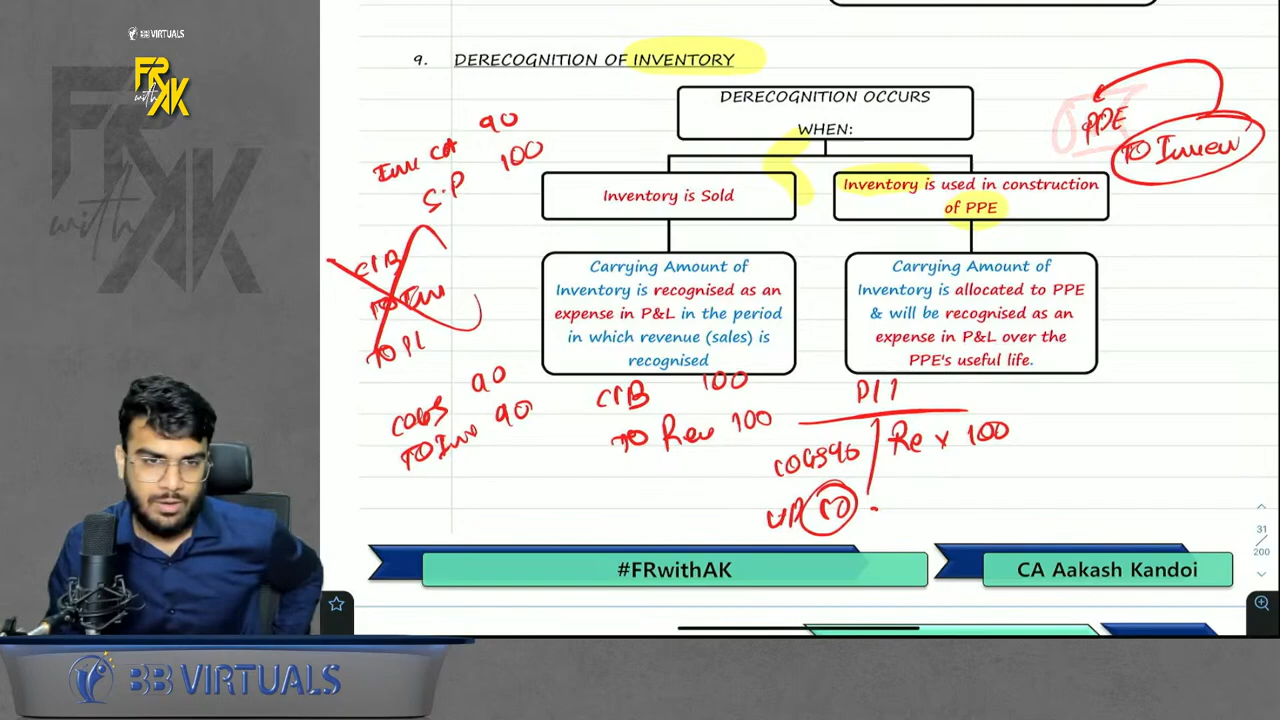 BB VIRTUALS
FR
with
AK
9. DERECOGNITION OF INVENTORY
DERECOGNITION OCCURS
WHEN:
Inventory is Sold
Inventory is used in construction
of PPE
Carrying Amount of
Inventory is recognised as an
expense in P&L in the period
in which revenue (sales) is
recognised
Carrying Amount of
Inventory is allocated to PPE
& will be recognised as an
expense in P&L over the
PPE's useful life.
PPE
TO Inven
Inv CA 90
S.P 100
C/B
TO Inv
TO PL
COGS 90
TO Inv 90
C/B 100
TO Rev 100
COGS 90
Rev 100
#FRwithAK
CA Aakash Kandoi
31
200
BB VIRTUALS